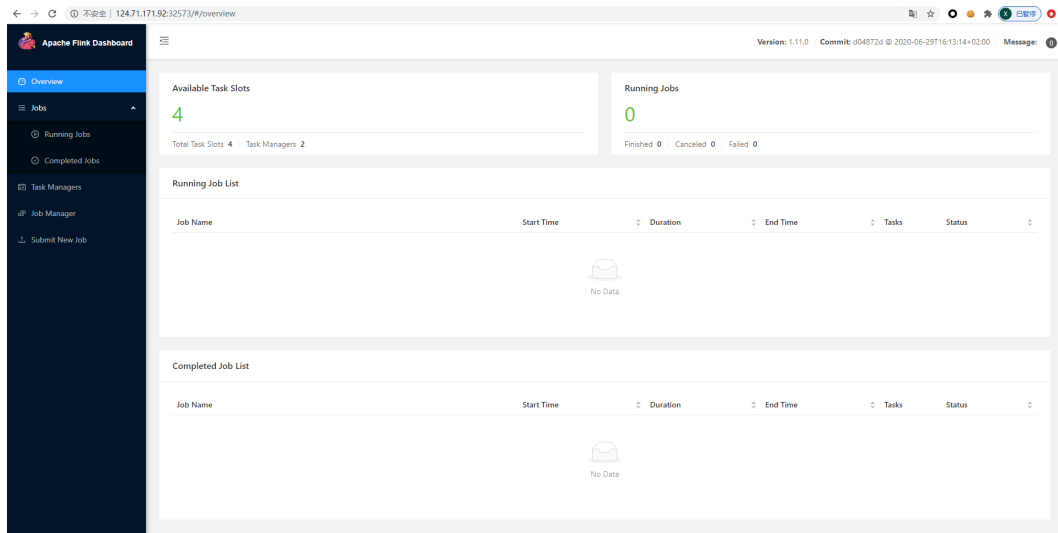 不安全 | 124.71.171.92:32573/#/overview
已暂停
Apache Flink Dashboard
Version: 1.11.0 Commit: d04872d @ 2020-06-29T16:13:14+02:00 Message: 0
Overview
Jobs
Running Jobs
Completed Jobs
Task Managers
Job Manager
Submit New Job
Available Task Slots
4
Total Task Slots 4 Task Managers 2
Running Jobs
0
Finished 0 Canceled 0 Failed 0
Running Job List
Job Name Start Time Duration End Time Tasks Status
No Data
Completed Job List
Job Name Start Time Duration End Time Tasks Status
No Data